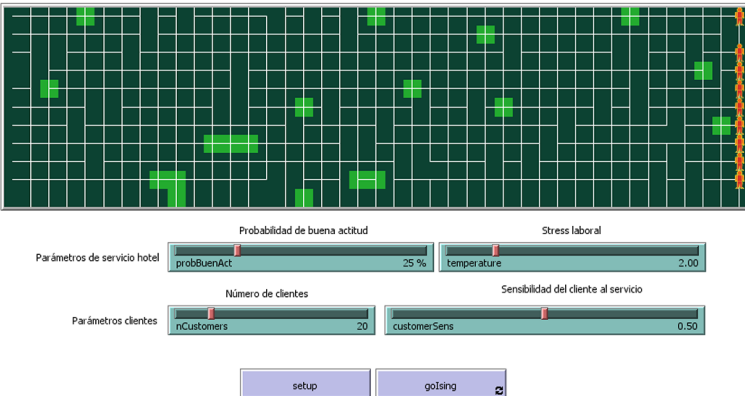 Probabilidad de buena actitud
Stress laboral
Parámetros de servicio hotel
probBuenAct 25 %
temperature 2.00
Número de clientes
Sensibilidad del cliente al servicio
Parámetros clientes
nCustomers 20
customerSens 0.50
setup
goIsing